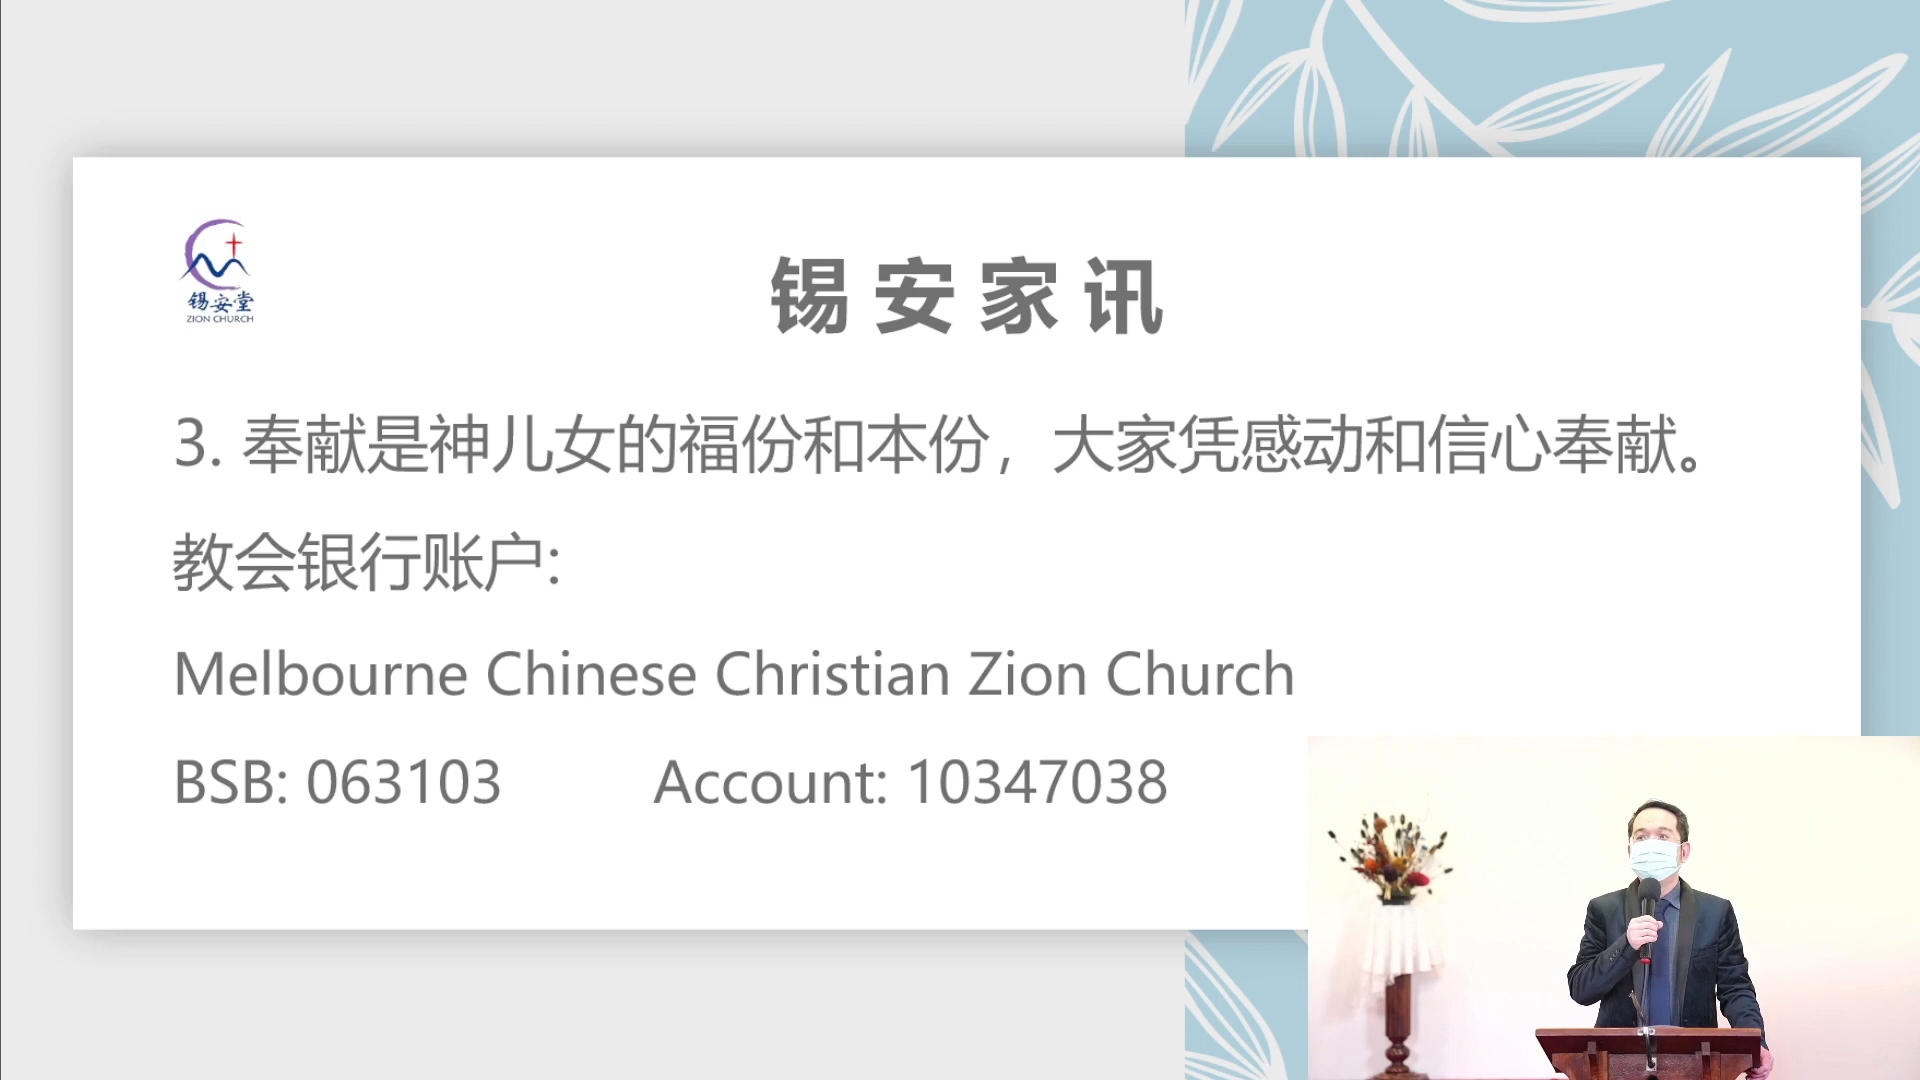 锡安堂
ZION CHURCH
锡安家讯
3. 奉献是神儿女的福份和本份，大家凭感动和信心奉献。
教会银行账户:
Melbourne Chinese Christian Zion Church
BSB: 063103 Account: 10347038